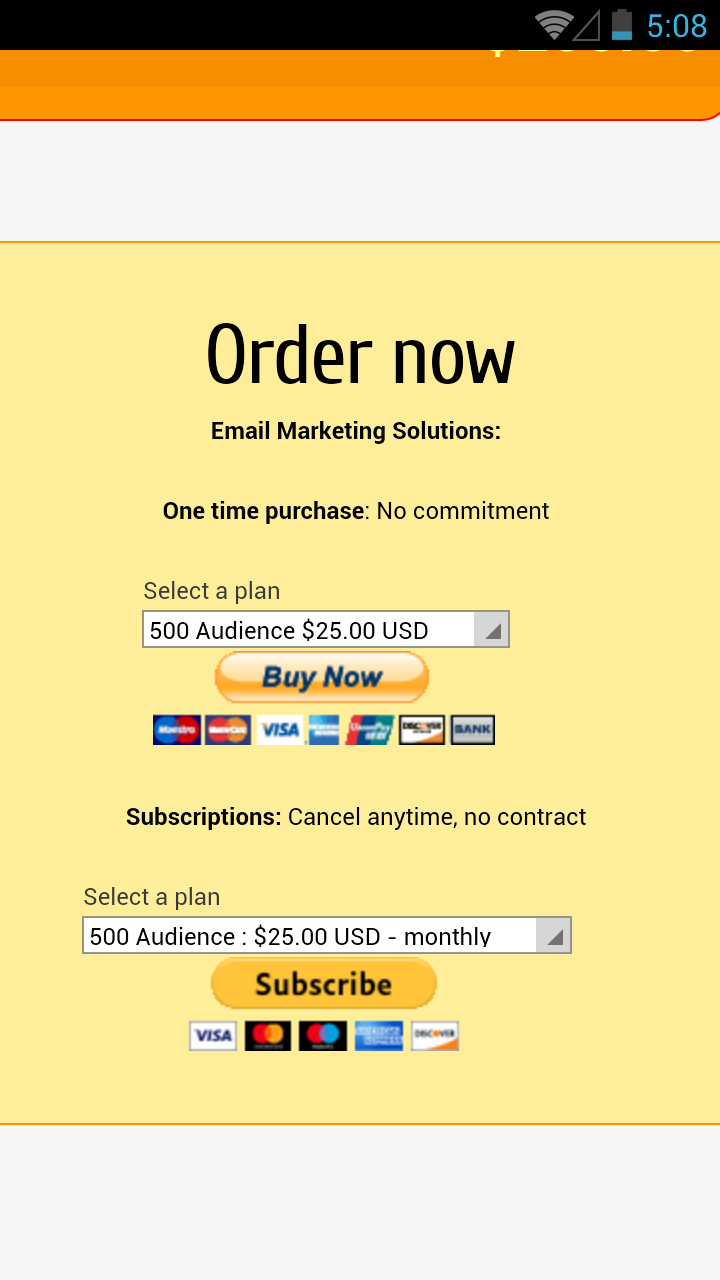 5:08
Order now
Email Marketing Solutions:
One time purchase: No commitment
Select a plan
500 Audience $25.00 USD
Buy Now
Maestro MasterCard VISA UnionPay DISCOVER BANK
Subscriptions: Cancel anytime, no contract
Select a plan
500 Audience : $25.00 USD - monthly
Subscribe
VISA AMERICAN EXPRESS DISCOVER